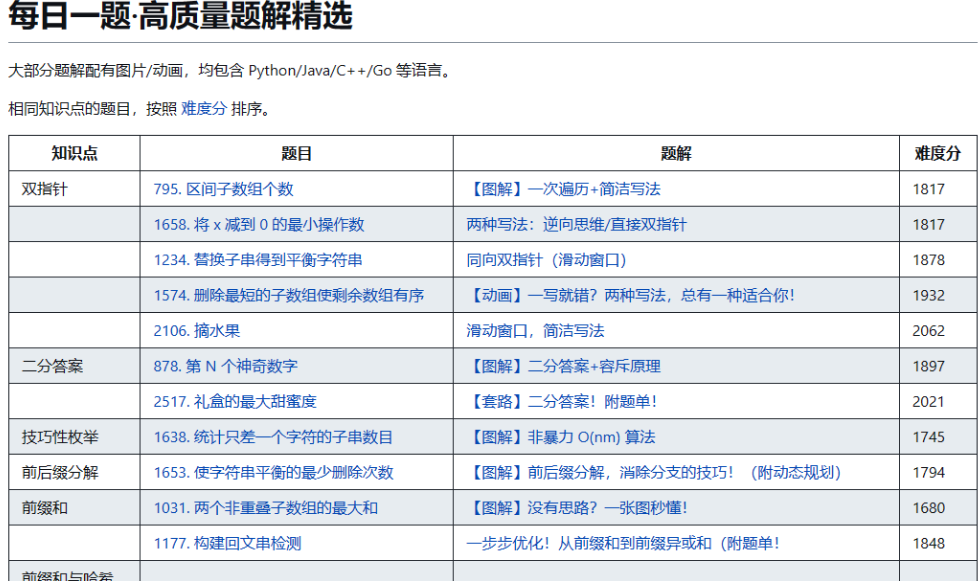 每日一题·高质量题解精选
大部分题解配有图片/动画，均包含 Python/Java/C++/Go 等语言。
相同知识点的题目，按照 难度分 排序。
知识点 题目 题解 难度分
双指针 795. 区间子数组个数 【图解】一次遍历+简洁写法 1817
1658. 将 x 减到 0 的最小操作数 两种写法：逆向思维/直接双指针 1817
1234. 替换子串得到平衡字符串 同向双指针（滑动窗口） 1878
1574. 删除最短的子数组使剩余数组有序 【动画】一写就错？两种写法，总有一种适合你！ 1932
2106. 摘水果 滑动窗口，简洁写法 2062
二分答案 878. 第 N 个神奇数字 【图解】二分答案+容斥原理 1897
2517. 礼盒的最大甜蜜度 【套路】二分答案！附题单！ 2021
技巧性枚举 1638. 统计只差一个字符的子串数目 【图解】非暴力 O(nm) 算法 1745
前后缀分解 1653. 使字符串平衡的最少删除次数 【图解】前后缀分解，消除分支的技巧！（附动态规划） 1794
前缀和 1031. 两个非重叠子数组的最大和 【图解】没有思路？一张图秒懂！ 1680
1177. 构建回文串检测 一步步优化！从前缀和到前缀异或和（附题单！ 1848
前缀和与哈希